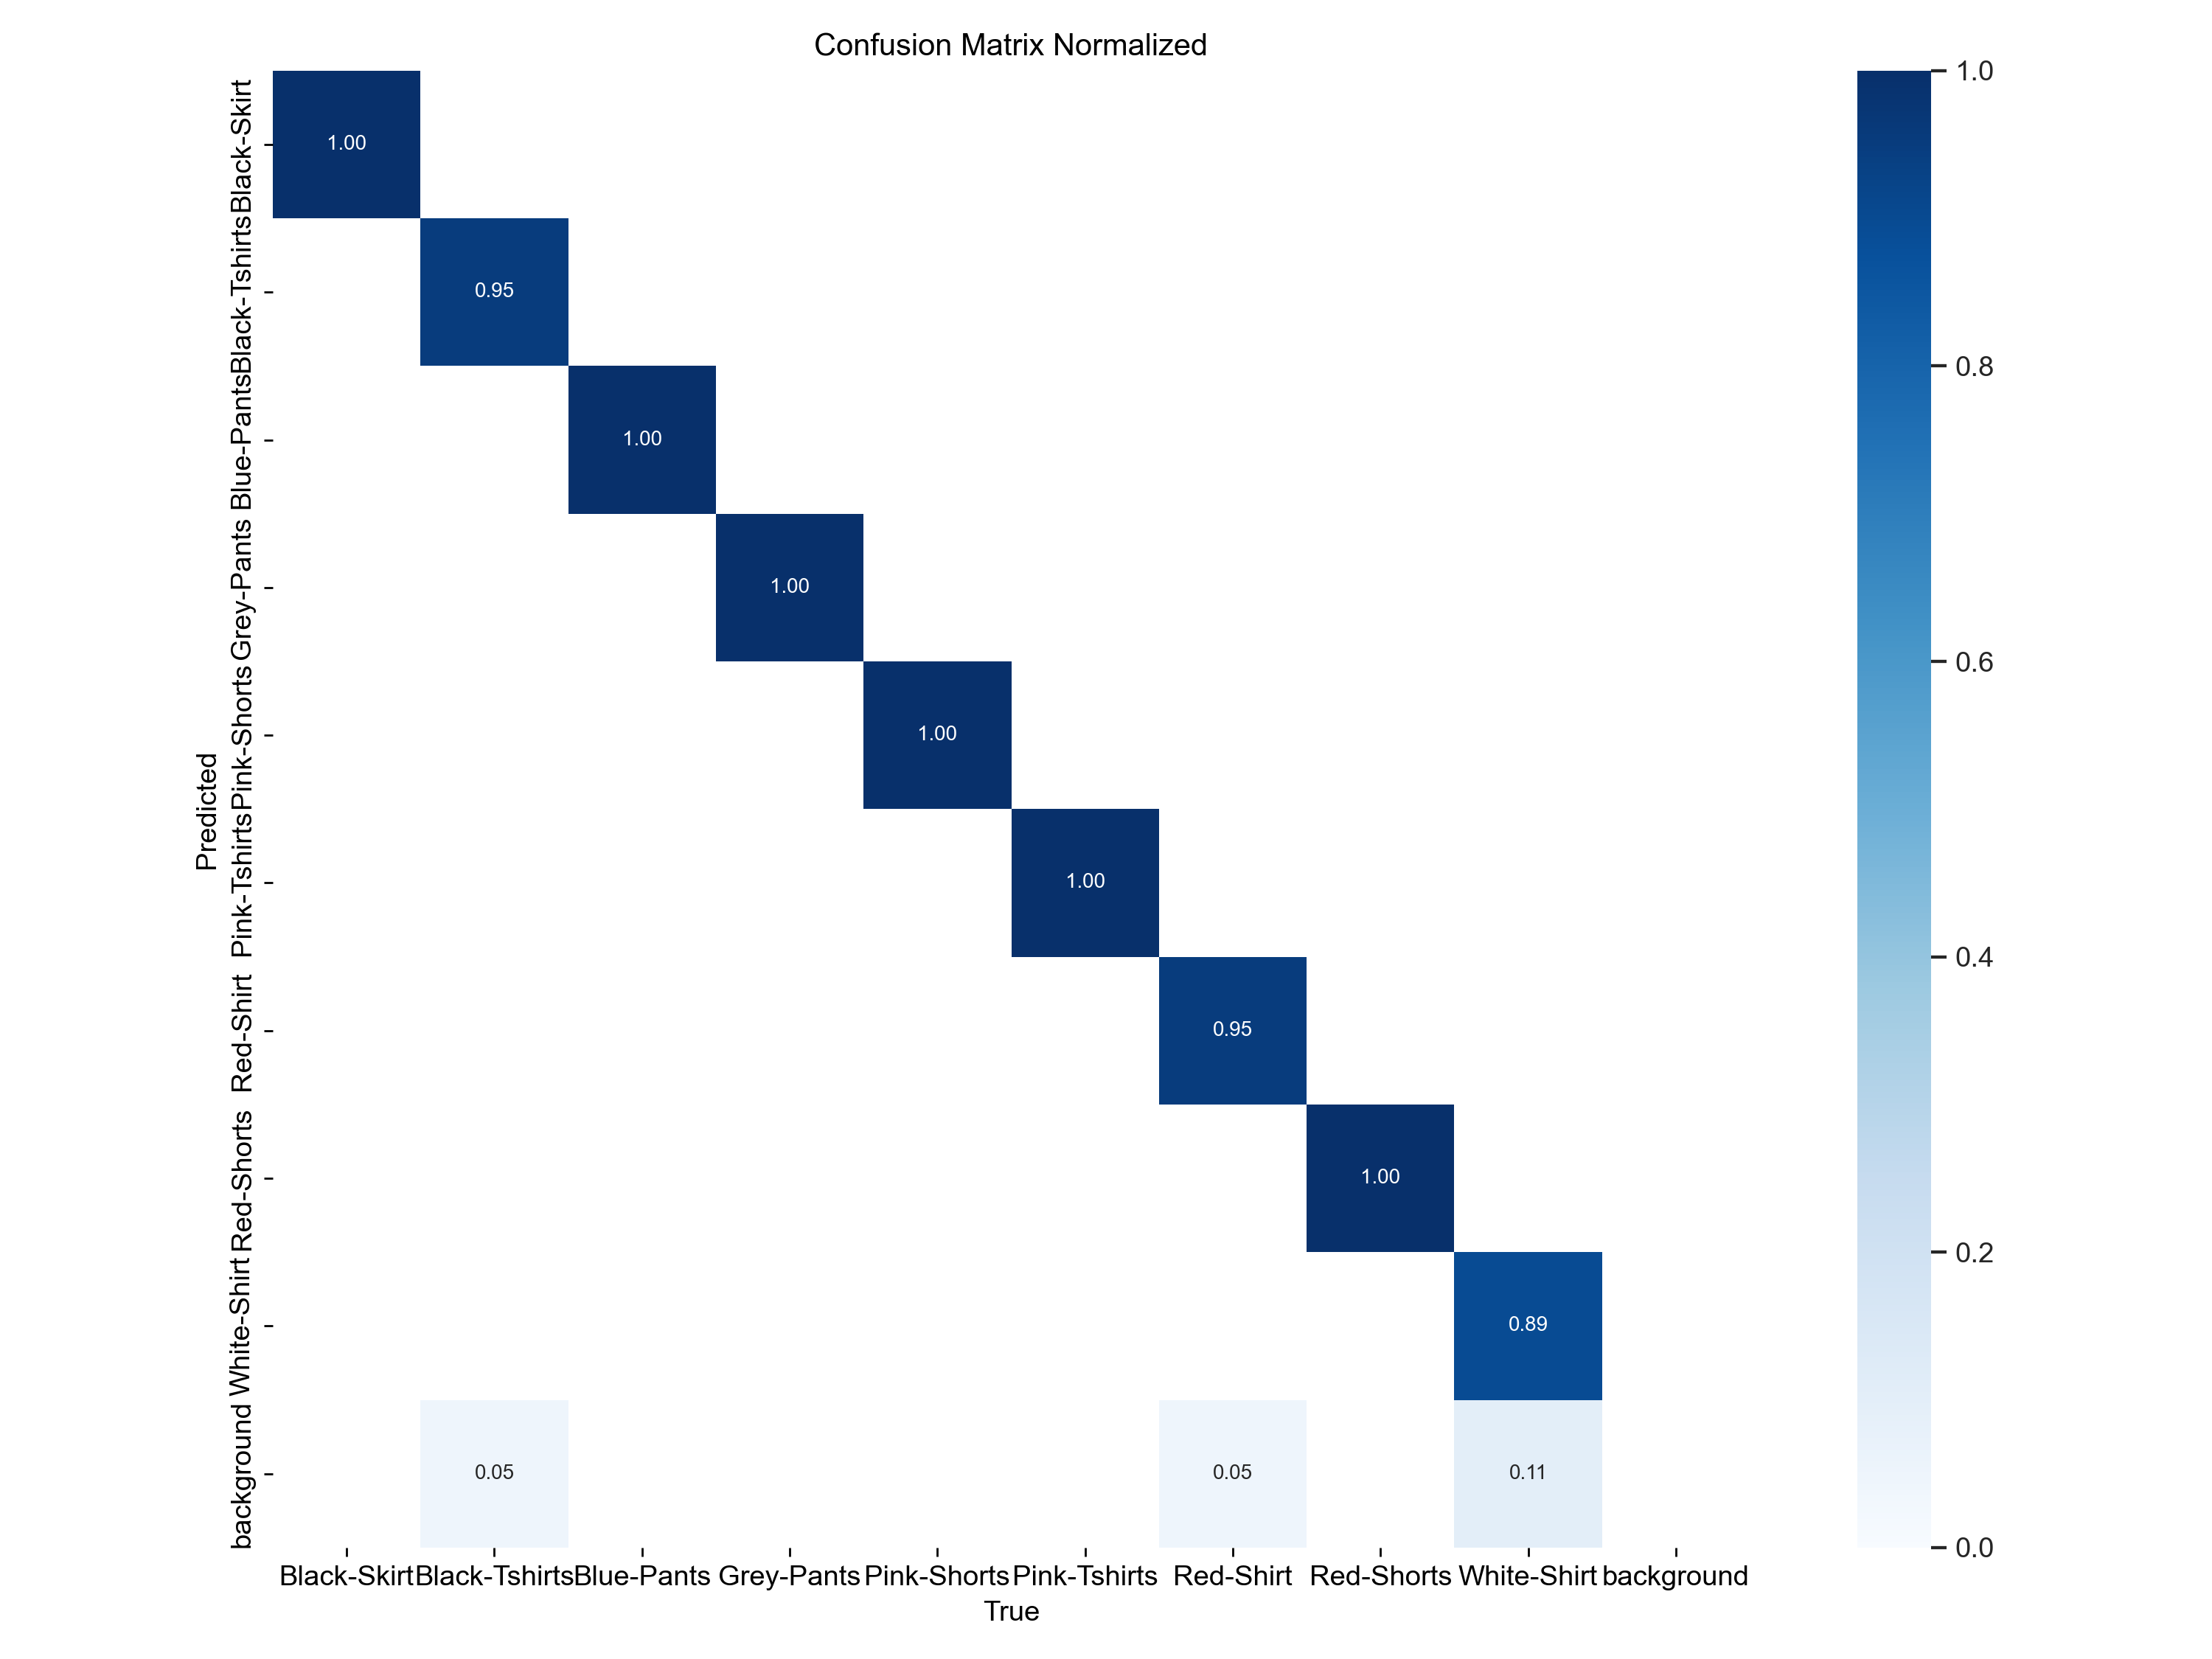 Confusion Matrix Normalized
Black-Skirt
Black-Tshirts
Blue-Pants
Grey-Pants
Pink-Shorts
Pink-Tshirts
Red-Shirt
Red-Shorts
White-Shirt
background
Predicted
1.00
0.95
1.00
1.00
1.00
1.00
0.95
1.00
0.89
0.05 0.05 0.11
Black-Skirt Black-Tshirts Blue-Pants Grey-Pants Pink-Shorts Pink-Tshirts Red-Shirt Red-Shorts White-Shirt background
True
1.0
0.8
0.6
0.4
0.2
0.0